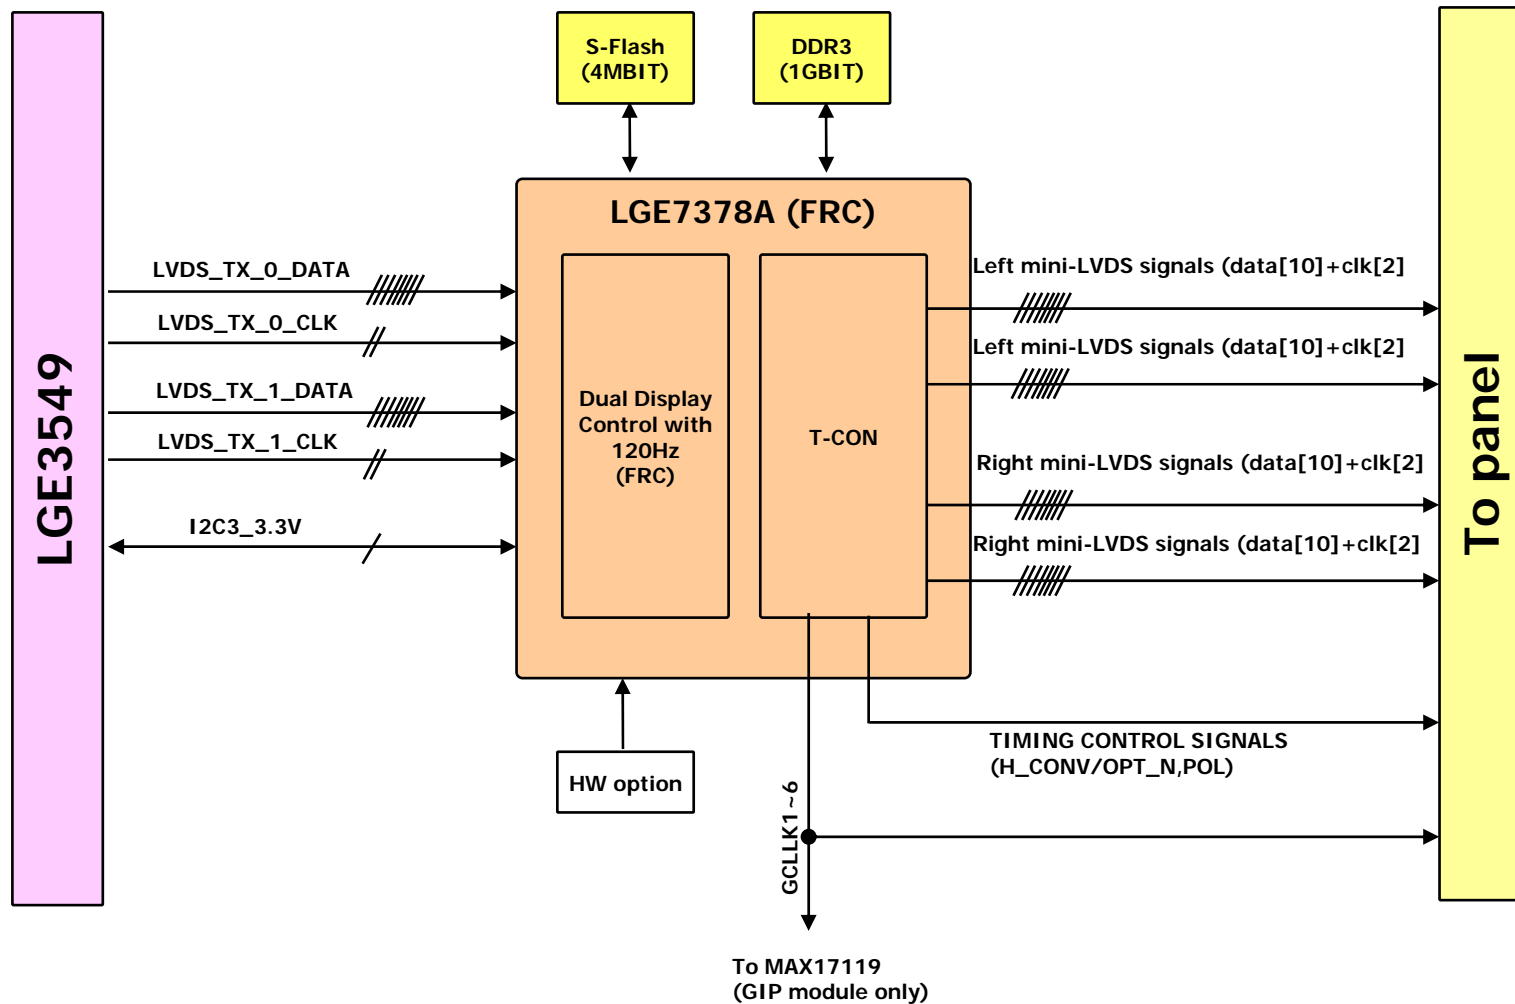 S-Flash
(4MBIT)
DDR3
(1GBIT)
LGE3549
LGE7378A (FRC)
To panel
LVDS_TX_0_DATA
LVDS_TX_0_CLK
LVDS_TX_1_DATA
LVDS_TX_1_CLK
I2C3_3.3V
Dual Display
Control with
120Hz
(FRC)
T-CON
Left mini-LVDS signals (data[10]+clk[2]
Left mini-LVDS signals (data[10]+clk[2]
Right mini-LVDS signals (data[10]+clk[2]
Right mini-LVDS signals (data[10]+clk[2]
HW option
TIMING CONTROL SIGNALS
(H_CONV/OPT_N,POL)
GCLLK1~6
To MAX17119
(GIP module only)